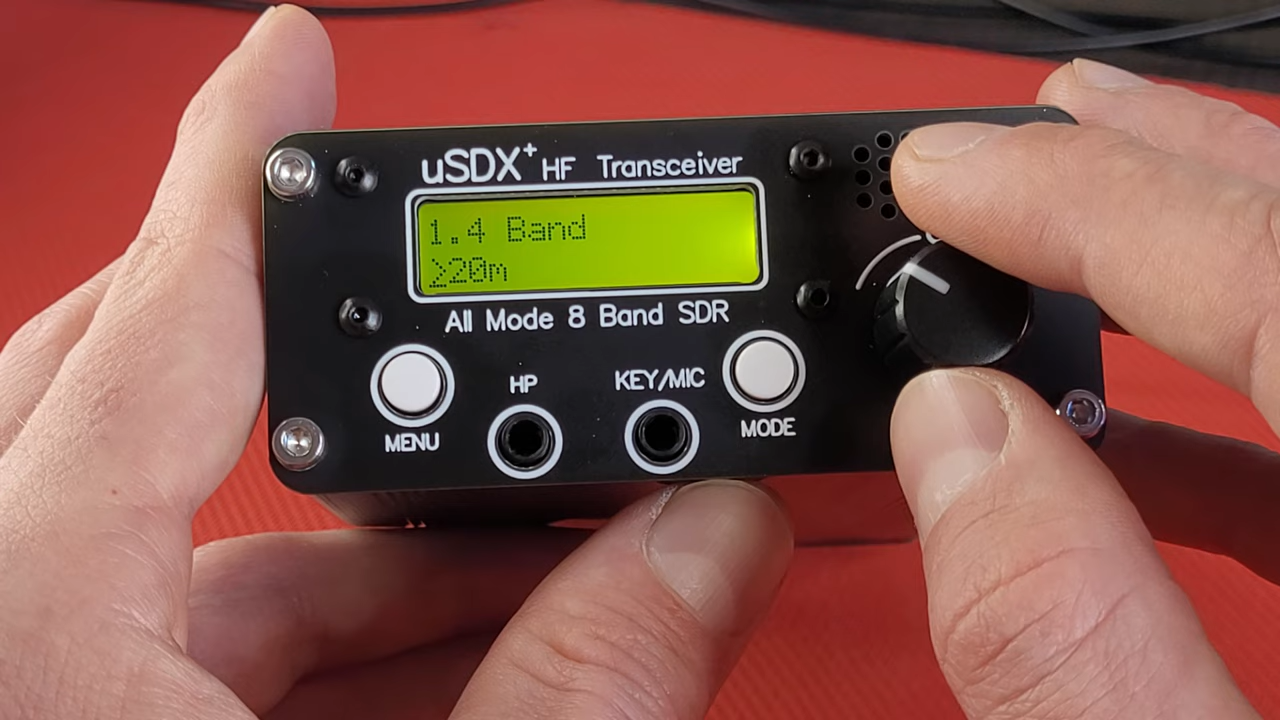 uSDX+ HF Transceiver
1.4 Band
≥20m
All Mode 8 Band SDR
MENU
HP
KEY/MIC
MODE